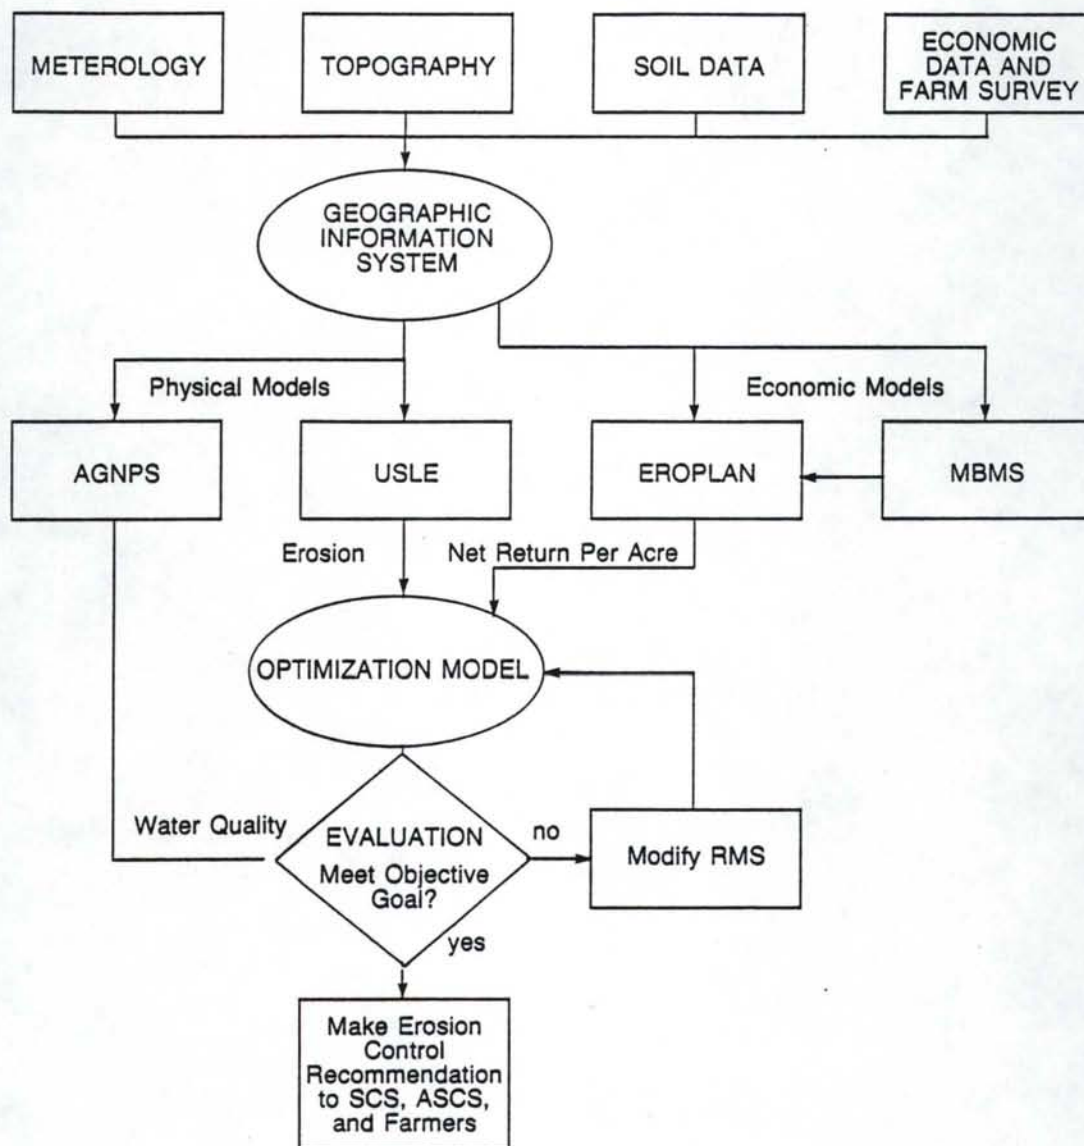 METEROLOGY
TOPOGRAPHY
SOIL DATA
ECONOMIC
DATA AND
FARM SURVEY
GEOGRAPHIC
INFORMATION
SYSTEM
Physical Models
Economic Models
AGNPS
USLE
EROPLAN
MBMS
Erosion
Net Return Per Acre
OPTIMIZATION MODEL
Water Quality
EVALUATION
Meet Objective
Goal?
no
Modify RMS
yes
Make Erosion
Control
Recommendation
to SCS, ASCS,
and Farmers